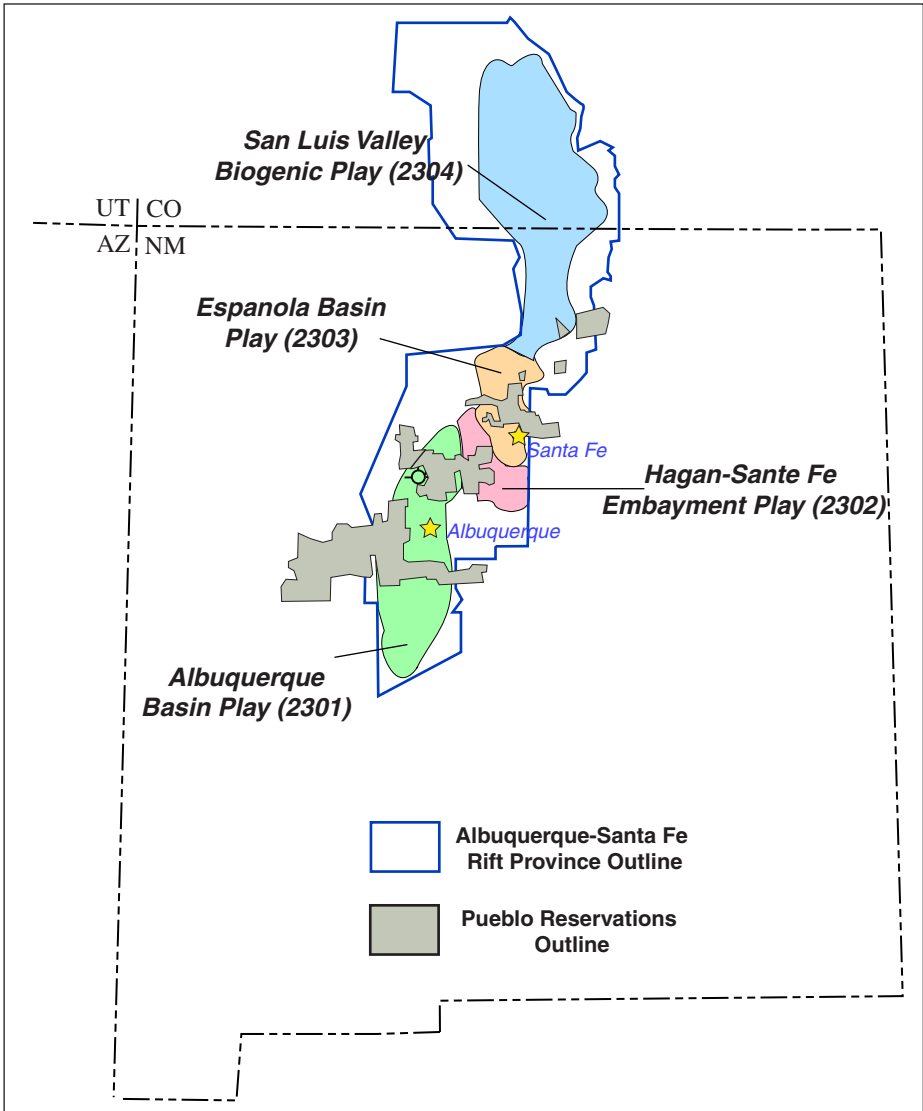 San Luis Valley
Biogenic Play (2304)
UT CO
AZ NM
Espanola Basin
Play (2303)
Santa Fe
Hagan-Sante Fe
Embayment Play (2302)
Albuquerque
Albuquerque
Basin Play (2301)
Albuquerque-Santa Fe
Rift Province Outline
Pueblo Reservations
Outline